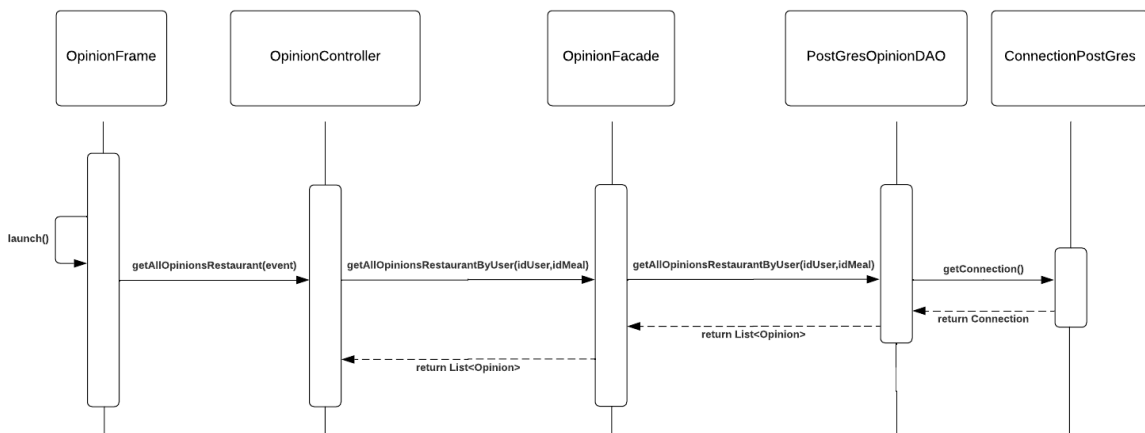 OpinionFrame
OpinionController
OpinionFacade
PostGresOpinionDAO
ConnectionPostGres
launch()
getAllOpinionsRestaurant(event)
getAllOpinionsRestaurantByUser(idUser,idMeal)
getAllOpinionsRestaurantByUser(idUser,idMeal)
getConnection()
return Connection
return List<Opinion>
return List<Opinion>